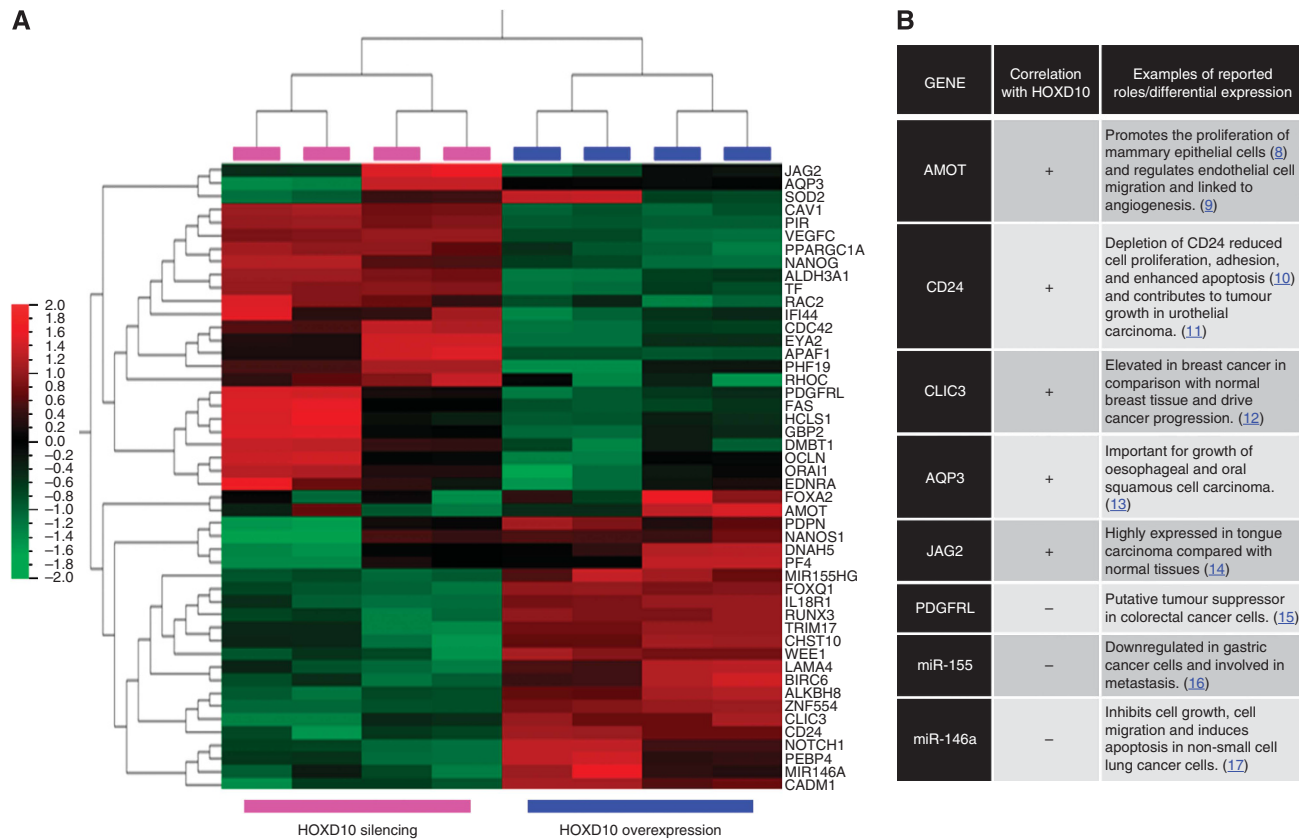 A
JAG2
AQP3
SOD2
CAV1
PIR
VEGFC
PPARGC1A
NANOG
ALDH3A1
TF
RAC2
IFI44
CDC42
EYA2
APAF1
PHF19
RHOC
PDGFRL
FAS
HCLS1
GBP2
DMBT1
OCLN
ORAI1
EDNRA
FOXA2
AMOT
PDPN
NANOS1
DNAH5
PF4
MIR155HG
FOXQ1
IL18R1
RUNX3
TRIM17
CHST10
WEE1
LAMA4
BIRC6
ALKBH8
ZNF554
CLIC3
CD24
NOTCH1
PEBP4
MIR146A
CADM1
2.0
1.8
1.6
1.4
1.2
1.0
0.8
0.6
0.4
0.2
0.0
−0.2
−0.4
−0.6
−0.8
−1.0
−1.2
−1.4
−1.6
−1.8
−2.0
HOXD10 silencing
HOXD10 overexpression
B
GENE
Correlation
with HOXD10
Examples of reported
roles/differential expression
AMOT
+
Promotes the proliferation of
mammary epithelial cells (8)
and regulates endothelial cell
migration and linked to
angiogenesis. (9)
CD24
+
Depletion of CD24 reduced
cell proliferation, adhesion,
and enhanced apoptosis (10)
and contributes to tumour
growth in urothelial
carcinoma. (11)
CLIC3
+
Elevated in breast cancer in
comparison with normal
breast tissue and drive
cancer progression. (12)
AQP3
+
Important for growth of
oesophageal and oral
squamous cell carcinoma.
(13)
JAG2
+
Highly expressed in tongue
carcinoma compared with
normal tissues (14)
PDGFRL
–
Putative tumour suppressor
in colorectal cancer cells. (15)
miR-155
–
Downregulated in gastric
cancer cells and involved in
metastasis. (16)
miR-146a
–
Inhibits cell growth, cell
migration and induces
apoptosis in non-small cell
lung cancer cells. (17)